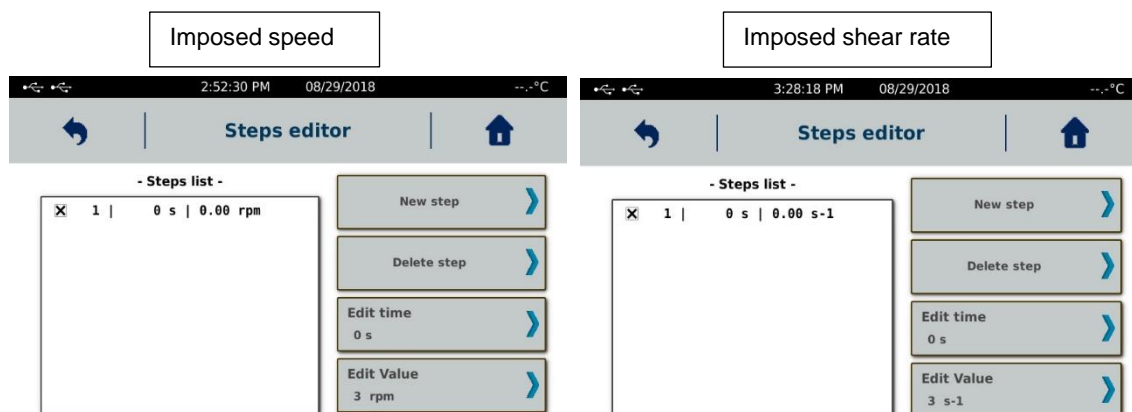 Imposed speed
Imposed shear rate
2:52:30 PM 08/29/2018 --.-°C
Steps editor
- Steps list -
1 | 0 s | 0.00 rpm
New step
Delete step
Edit time
0 s
Edit Value
3 rpm
3:28:18 PM 08/29/2018 --.-°C
Steps editor
- Steps list -
1 | 0 s | 0.00 s-1
New step
Delete step
Edit time
0 s
Edit Value
3 s-1